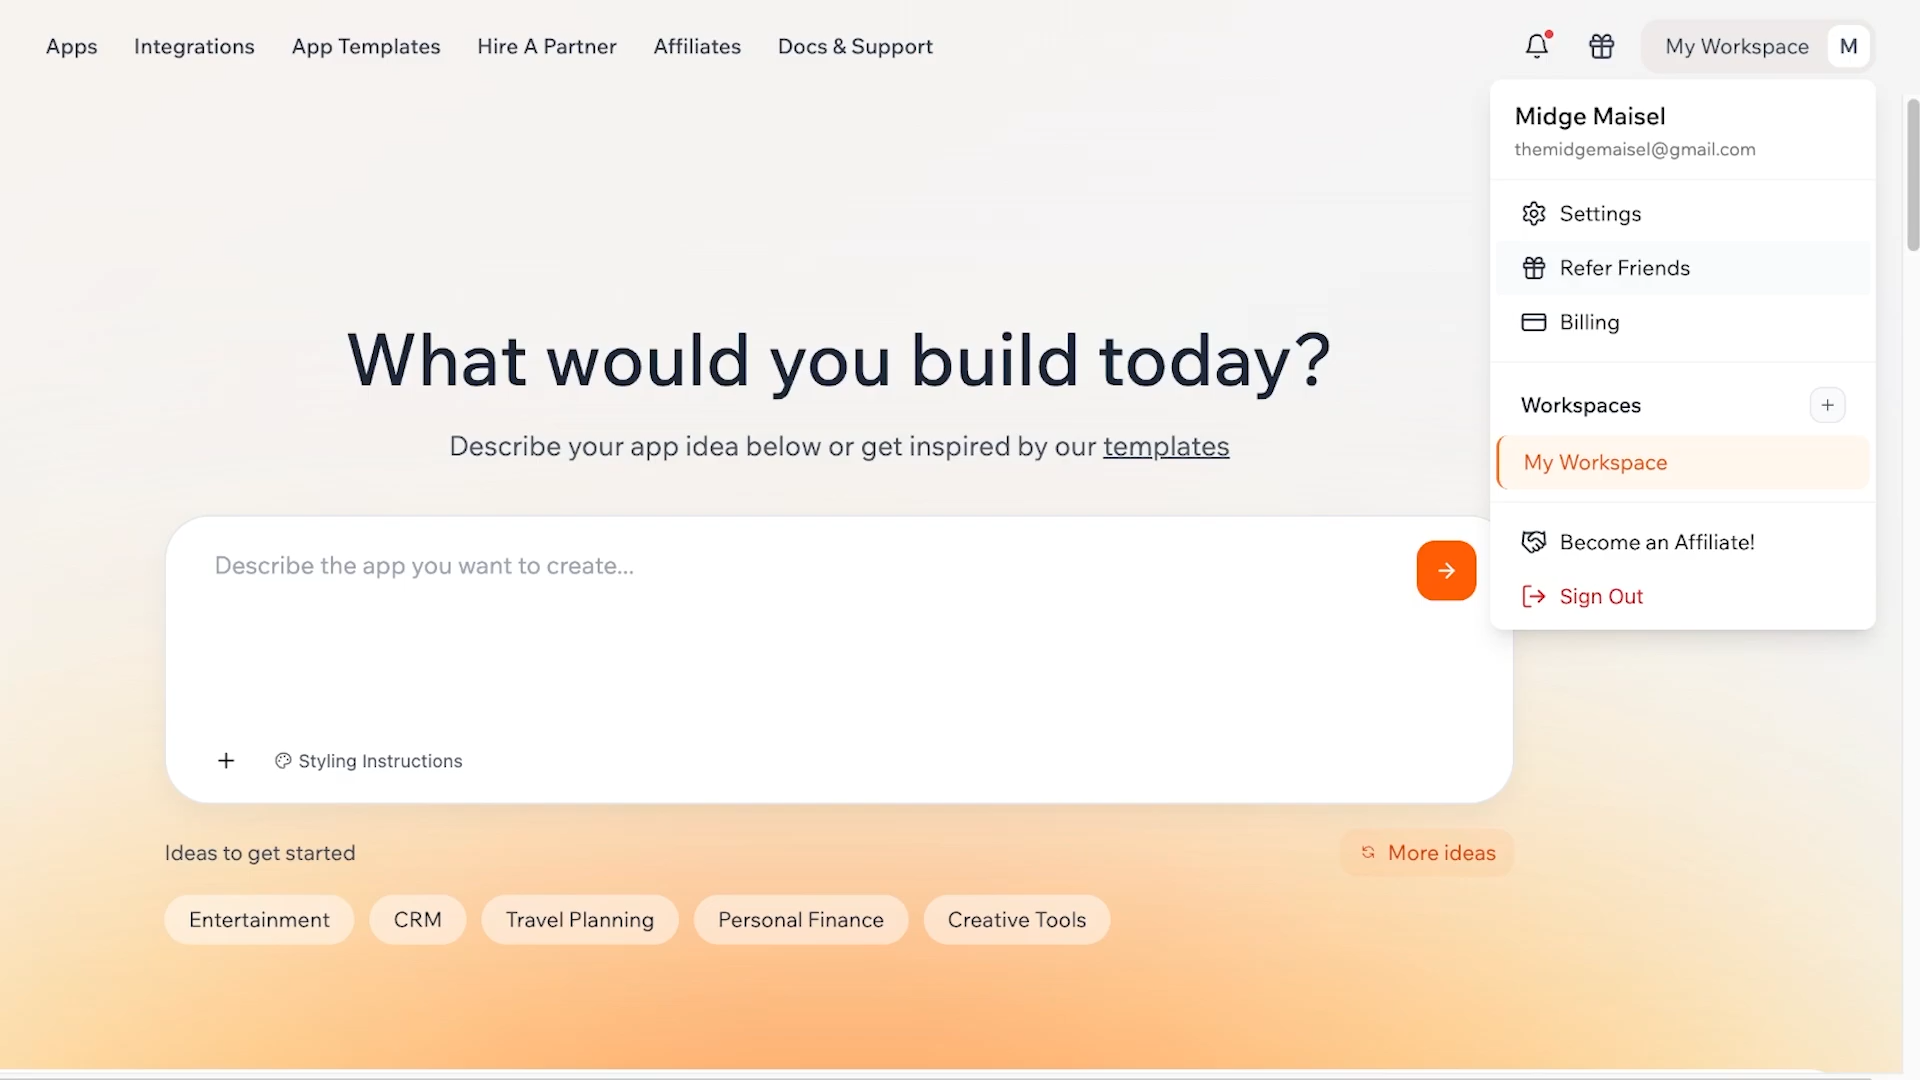 Apps Integrations App Templates Hire A Partner Affiliates Docs & Support My Workspace M
Midge Maisel
themidgemaisel@gmail.com
Settings
Refer Friends
Billing
Workspaces
My Workspace
Become an Affiliate!
Sign Out
What would you build today?
Describe your app idea below or get inspired by our templates
Describe the app you want to create...
Styling Instructions
Ideas to get started
More ideas
Entertainment CRM Travel Planning Personal Finance Creative Tools